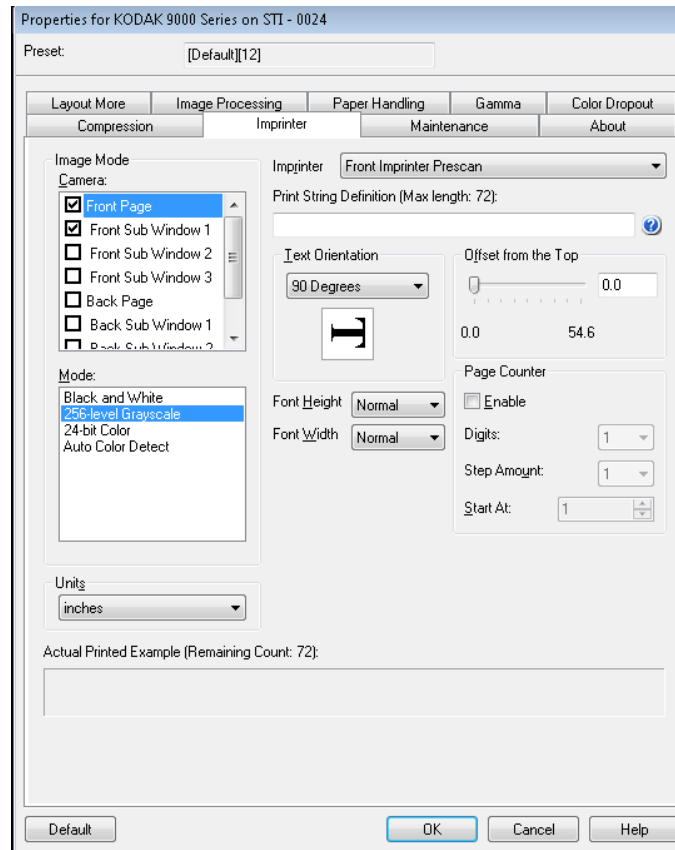 Properties for KODAK 9000 Series on STI - 0024
Preset: [Default][12]
Layout More Image Processing Paper Handling Gamma Color Dropout
Compression Imprinter Maintenance About
Image Mode
Camera:
Front Page
Front Sub Window 1
Front Sub Window 2
Front Sub Window 3
Back Page
Back Sub Window 1
Back Sub Window 2
Mode:
Black and White
256-level Grayscale
24-bit Color
Auto Color Detect
Units
inches
Imprinter Front Imprinter Prescan
Print String Definition (Max length: 72):
?
Text Orientation
90 Degrees
T
Font Height Normal
Font Width Normal
Offset from the Top
0.0
0.0 54.6
Page Counter
Enable
Digits: 1
Step Amount: 1
Start At: 1
Actual Printed Example (Remaining Count: 72):
Default OK Cancel Help